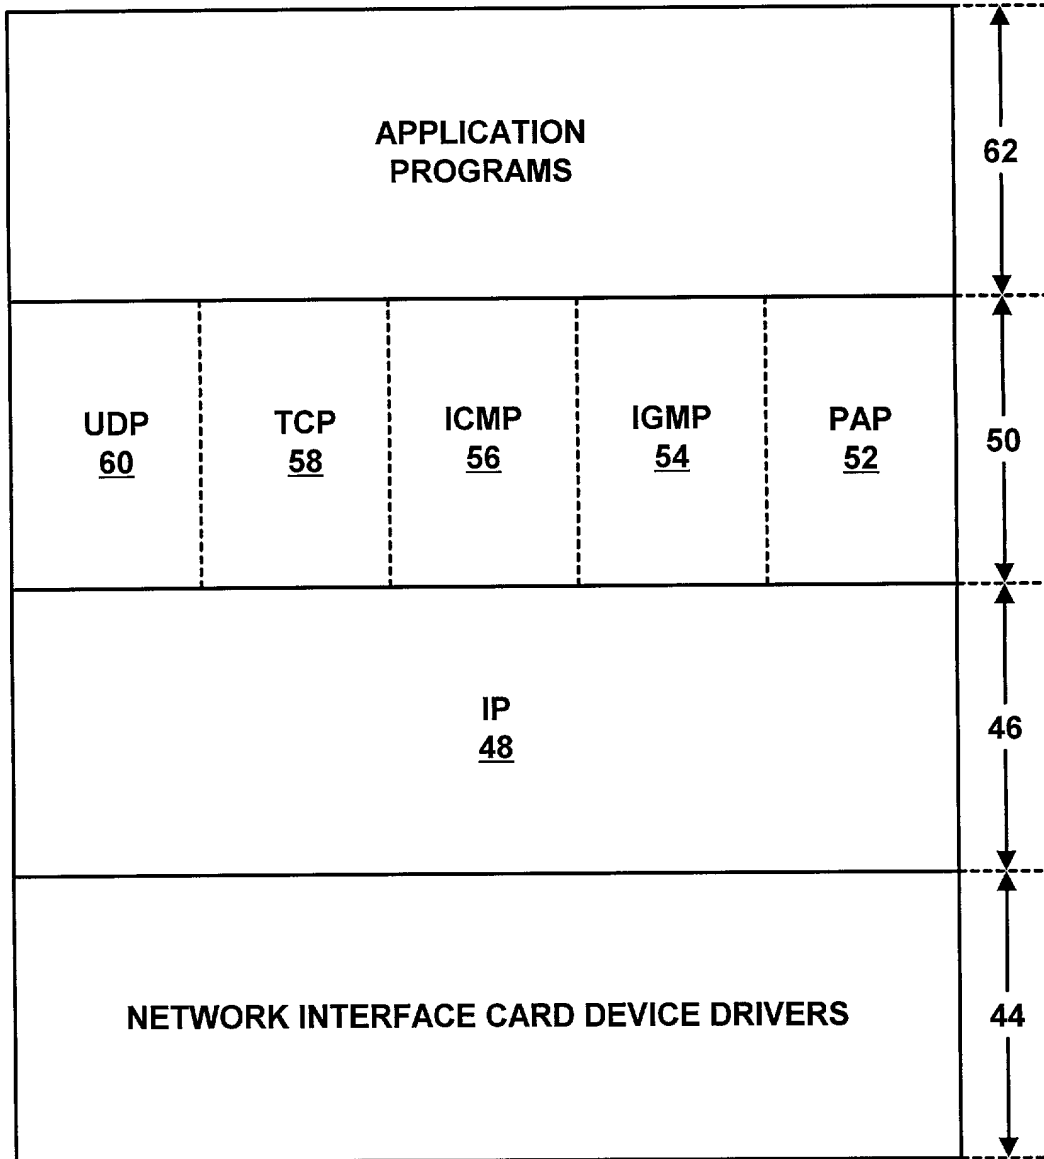 APPLICATION
PROGRAMS
62
UDP
60
TCP
58
ICMP
56
IGMP
54
PAP
52
50
IP
48
46
NETWORK INTERFACE CARD DEVICE DRIVERS
44